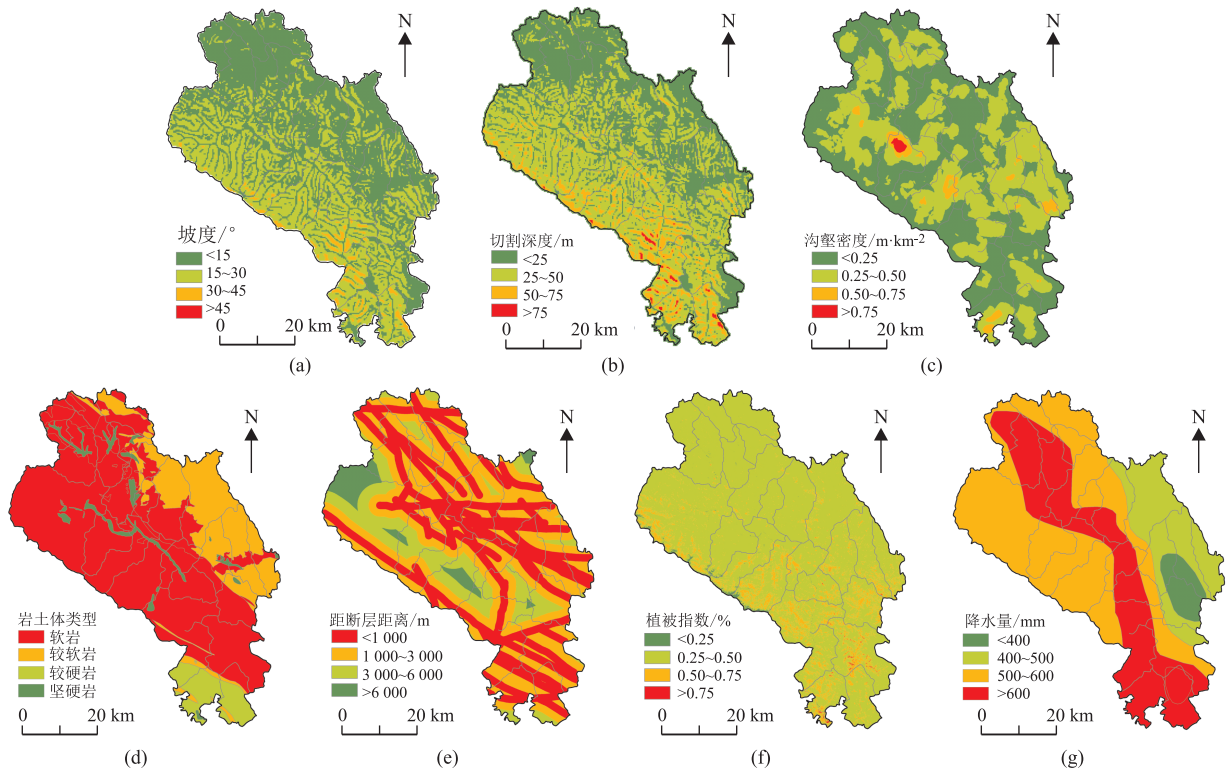 N
坡度/°
<15
15~30
30~45
>45
0 20 km
(a)
N
切割深度/m
<25
25~50
50~75
>75
0 20 km
(b)
N
沟壑密度/m·km-2
<0.25
0.25~0.50
0.50~0.75
>0.75
0 20 km
(c)
N
岩土体类型
软岩
较软岩
较硬岩
坚硬岩
0 20 km
(d)
N
距断层距离/m
<1 000
1 000~3 000
3 000~6 000
>6 000
0 20 km
(e)
N
植被指数/%
<0.25
0.25~0.50
0.50~0.75
>0.75
0 20 km
(f)
N
降水量/mm
<400
400~500
500~600
>600
0 20 km
(g)